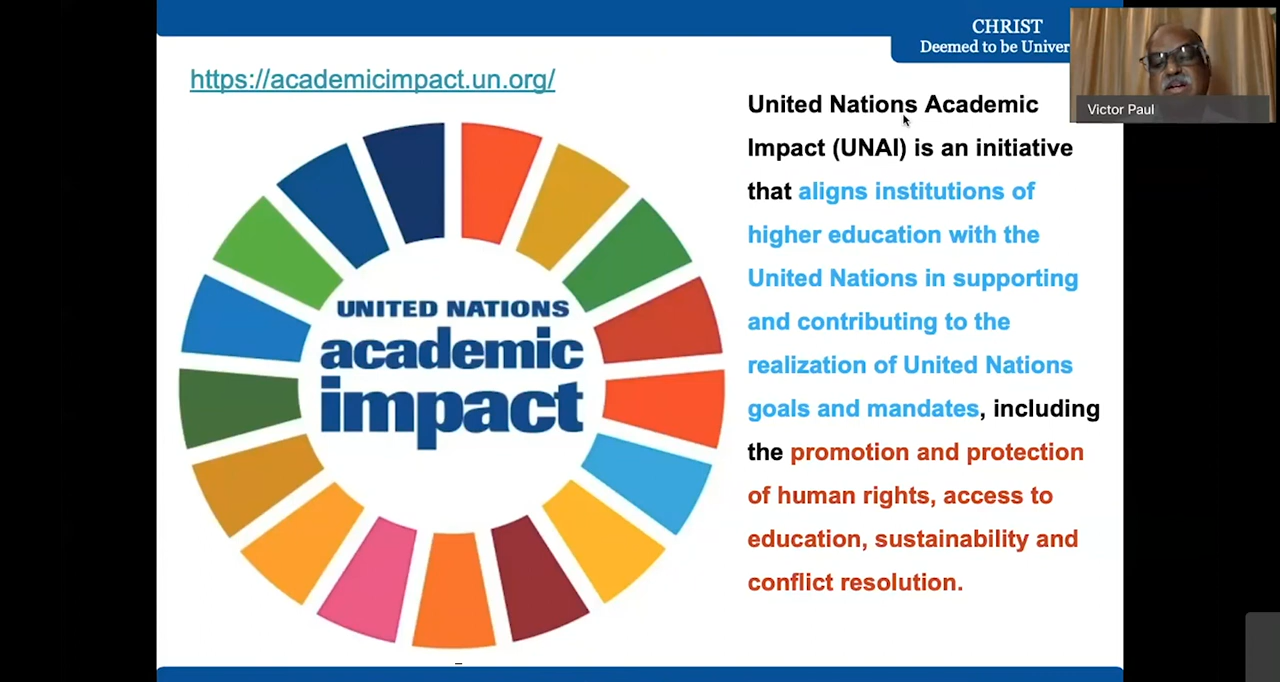 CHRIST
Deemed to be Univer
Victor Paul
https://academicimpact.un.org/
UNITED NATIONS
academic
impact
United Nations Academic
Impact (UNAI) is an initiative
that aligns institutions of
higher education with the
United Nations in supporting
and contributing to the
realization of United Nations
goals and mandates, including
the promotion and protection
of human rights, access to
education, sustainability and
conflict resolution.